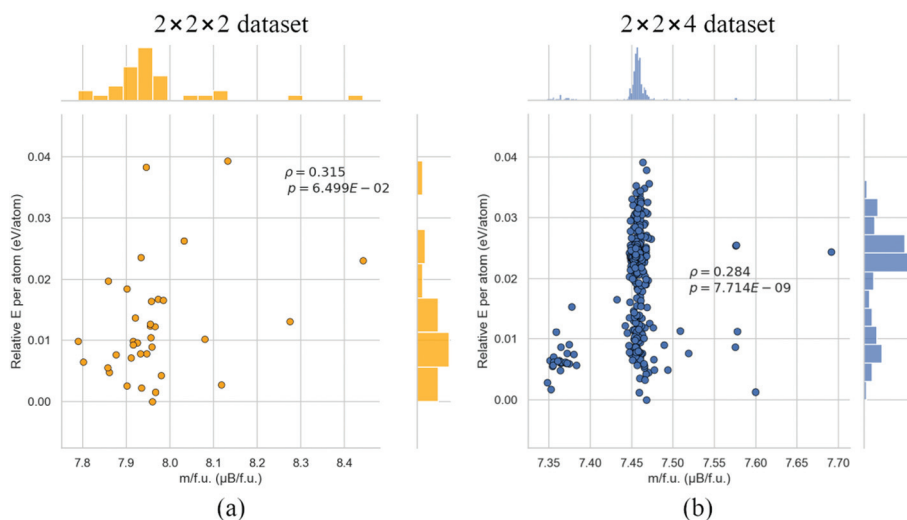 2×2×2 dataset
0.04
0.03
0.02
0.01
0.00
Relative E per atom (eV/atom)
ρ = 0.315
p = 6.499E − 02
7.8 7.9 8.0 8.1 8.2 8.3 8.4
m/f.u. (µB/f.u.)
(a)
2×2×4 dataset
0.04
0.03
0.02
0.01
0.00
Relative E per atom (eV/atom)
ρ = 0.284
p = 7.714E − 09
7.35 7.40 7.45 7.50 7.55 7.60 7.65 7.70
m/f.u. (µB/f.u.)
(b)